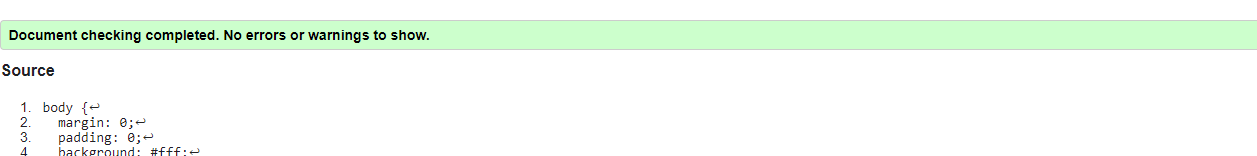 Document checking completed. No errors or warnings to show.
Source
1. body {↩
2. margin: 0;↩
3. padding: 0;↩
4 background: #fff;↩